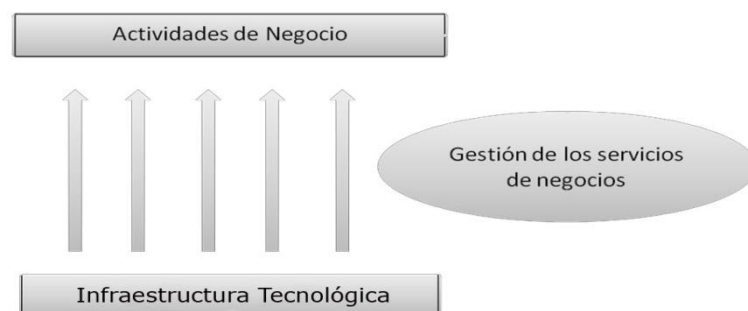 Actividades de Negocio
Gestión de los servicios
de negocios
Infraestructura Tecnológica